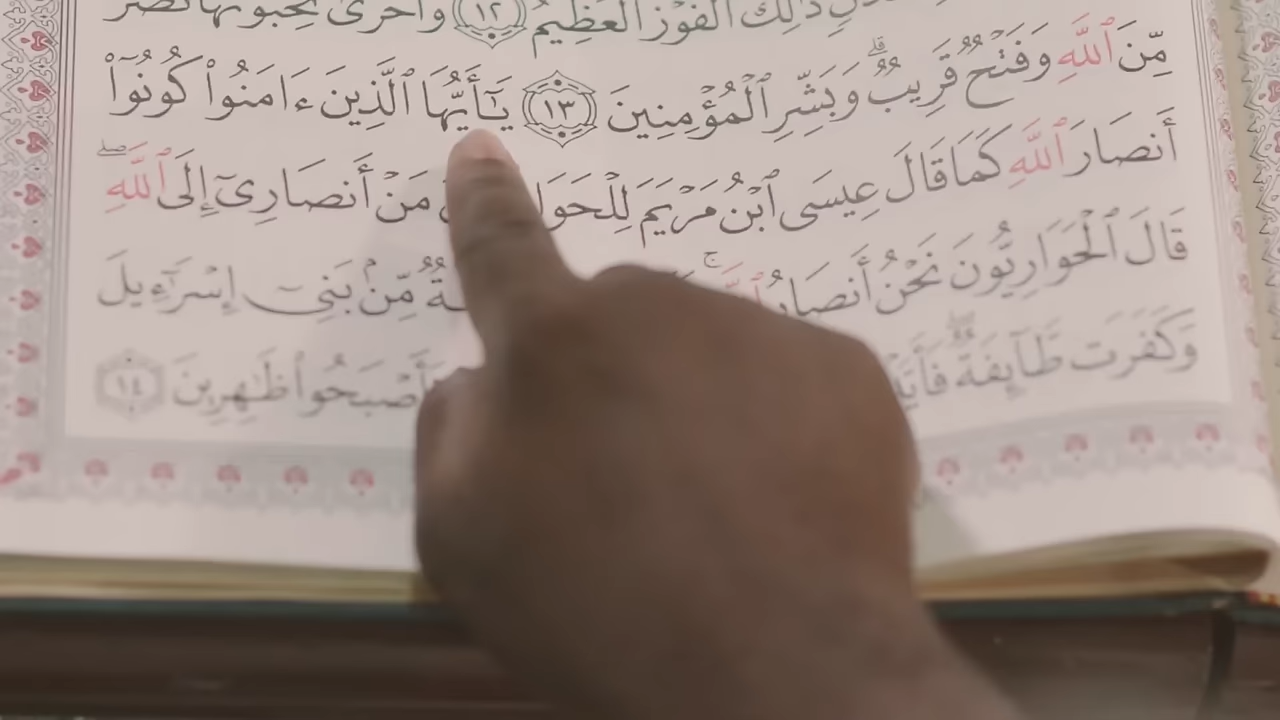 ذَٰلِكَ ٱلْفَوْزُ ٱلْعَظِيمُ ١٢ وَأُخْرَىٰ تُحِبُّونَهَا نَصْرٌ
مِّنَ ٱللَّهِ وَفَتْحٌ قَرِيبٌ ۗ وَبَشِّرِ ٱلْمُؤْمِنِينَ ١٣ يَٰٓأَيُّهَا ٱلَّذِينَ ءَامَنُوا۟ كُونُوٓا۟
أَنصَارَ ٱللَّهِ كَمَا قَالَ عِيسَى ٱبْنُ مَرْيَمَ مَنْ أَنصَارِىٓ إِلَى ٱللَّهِ ۖ
قَالَ ٱلْحَوَارِيُّونَ نَحْنُ أَنصَارُ مِّنۢ بَنِىٓ إِسْرَٰٓءِيلَ
وَكَفَرَت طَّآئِفَةٌ ۖ فَأَصْبَحُوا۟ ظَٰهِرِينَ ١٤